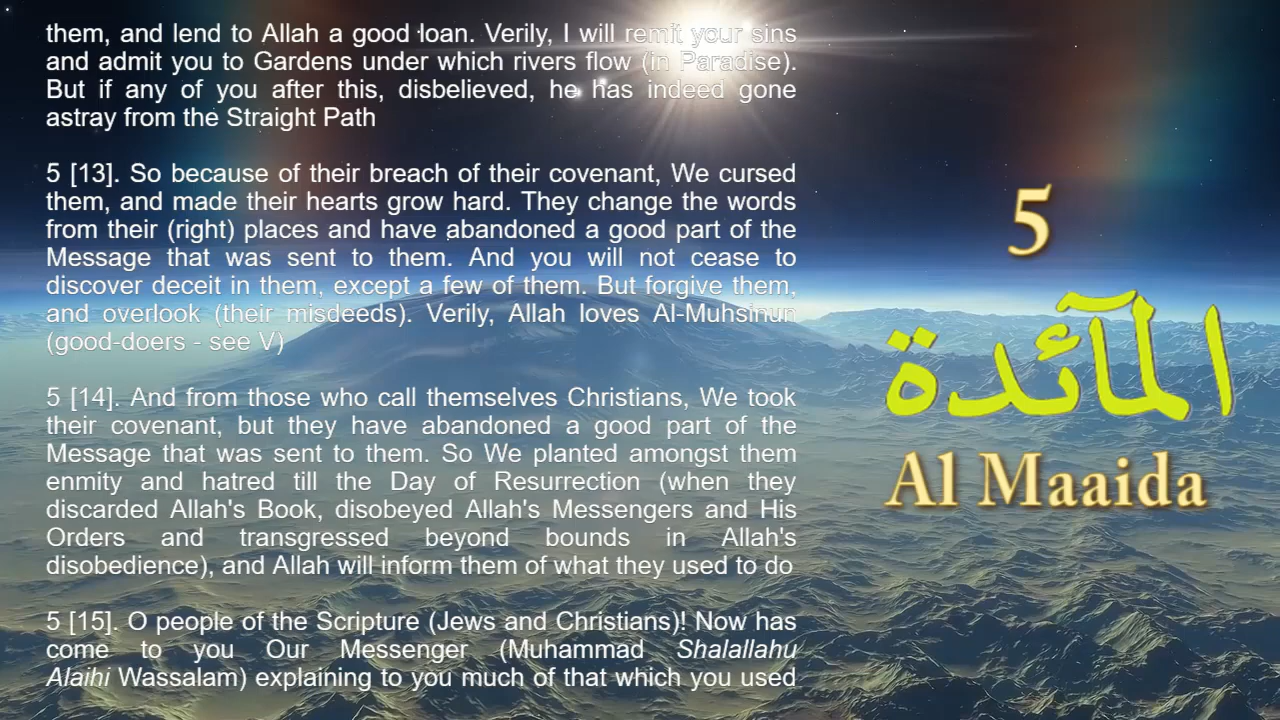 them, and lend to Allah a good loan. Verily, I will remit your sins
and admit you to Gardens under which rivers flow (in Paradise).
But if any of you after this, disbelieved, he has indeed gone
astray from the Straight Path
5 [13]. So because of their breach of their covenant, We cursed
them, and made their hearts grow hard. They change the words
from their (right) places and have abandoned a good part of the
Message that was sent to them. And you will not cease to
discover deceit in them, except a few of them. But forgive them,
and overlook (their misdeeds). Verily, Allah loves Al-Muhsinun
(good-doers - see V)
5 [14]. And from those who call themselves Christians, We took
their covenant, but they have abandoned a good part of the
Message that was sent to them. So We planted amongst them
enmity and hatred till the Day of Resurrection (when they
discarded Allah's Book, disobeyed Allah's Messengers and His
Orders and transgressed beyond bounds in Allah's
disobedience), and Allah will inform them of what they used to do
5 [15]. O people of the Scripture (Jews and Christians)! Now has
come to you Our Messenger (Muhammad Shalallahu
Alaihi Wassalam) explaining to you much of that which you used
5
المآئدة
Al Maaida